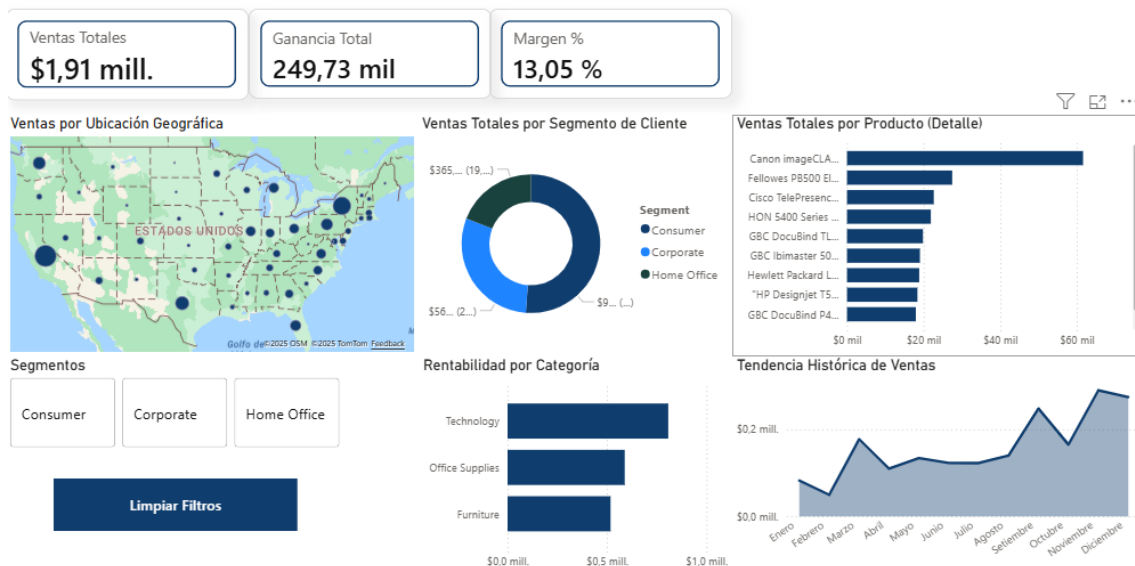 Ventas Totales
$1,91 mill.
Ganancia Total
249,73 mil
Margen %
13,05 %
Ventas por Ubicación Geográfica
ESTADOS UNIDOS
Golfo de
M
©2025 OSM ©2025 TomTom Feedback
Ventas Totales por Segmento de Cliente
$365,... (19,...)
$56... (2...)
$9... (...)
Segment
Consumer
Corporate
Home Office
Ventas Totales por Producto (Detalle)
Canon imageCLA...
Fellowes PB500 El...
Cisco TelePresenc...
HON 5400 Series ...
GBC DocuBind TL...
GBC Ibimaster 50...
Hewlett Packard L...
"HP Designjet T5...
GBC DocuBind P4...
$0 mil
$20 mil
$40 mil
$60 mil
Segmentos
Consumer
Corporate
Home Office
Limpiar Filtros
Rentabilidad por Categoría
Technology
Office Supplies
Furniture
$0,0 mill.
$0,5 mill.
$1,0 mill.
Tendencia Histórica de Ventas
$0,2 mill.
$0,0 mill.
Enero
Febrero
Marzo
Abril
Mayo
Junio
Julio
Agosto
Setiembre
Octubre
Noviembre
Diciembre